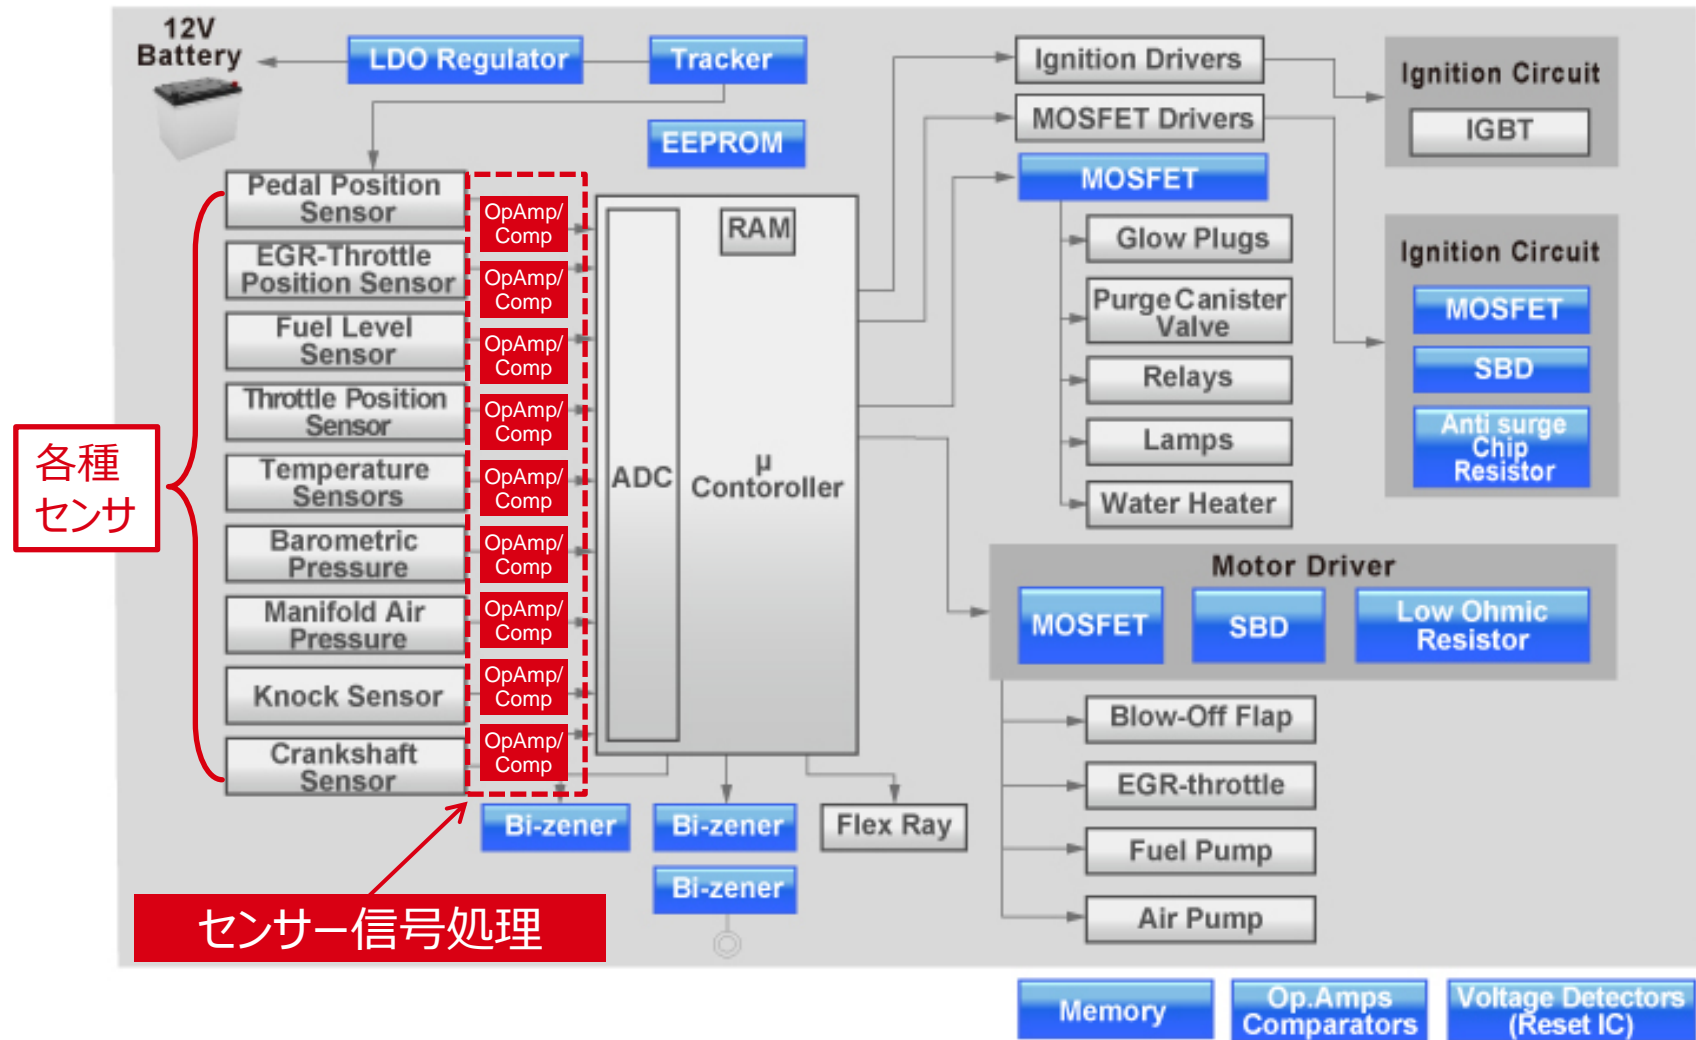 12V
Battery
LDO Regulator
Tracker
EEPROM
Ignition Drivers
MOSFET Drivers
MOSFET
Ignition Circuit
IGBT
Pedal Position
Sensor
EGR-Throttle
Position Sensor
Fuel Level
Sensor
Throttle Position
Sensor
Temperature
Sensors
Barometric
Pressure
Manifold Air
Pressure
Knock Sensor
Crankshaft
Sensor
各種
センサ
OpAmp/
Comp
OpAmp/
Comp
OpAmp/
Comp
OpAmp/
Comp
OpAmp/
Comp
OpAmp/
Comp
OpAmp/
Comp
OpAmp/
Comp
OpAmp/
Comp
ADC
RAM
μ
Contoroller
Glow Plugs
Purge Canister
Valve
Relays
Lamps
Water Heater
Ignition Circuit
MOSFET
SBD
Anti surge
Chip
Resistor
Motor Driver
MOSFET
SBD
Low Ohmic
Resistor
Blow-Off Flap
EGR-throttle
Fuel Pump
Air Pump
Bi-zener
Bi-zener
Flex Ray
Bi-zener
センサー信号処理
Memory
Op.Amps
Comparators
Voltage Detectors
(Reset IC)